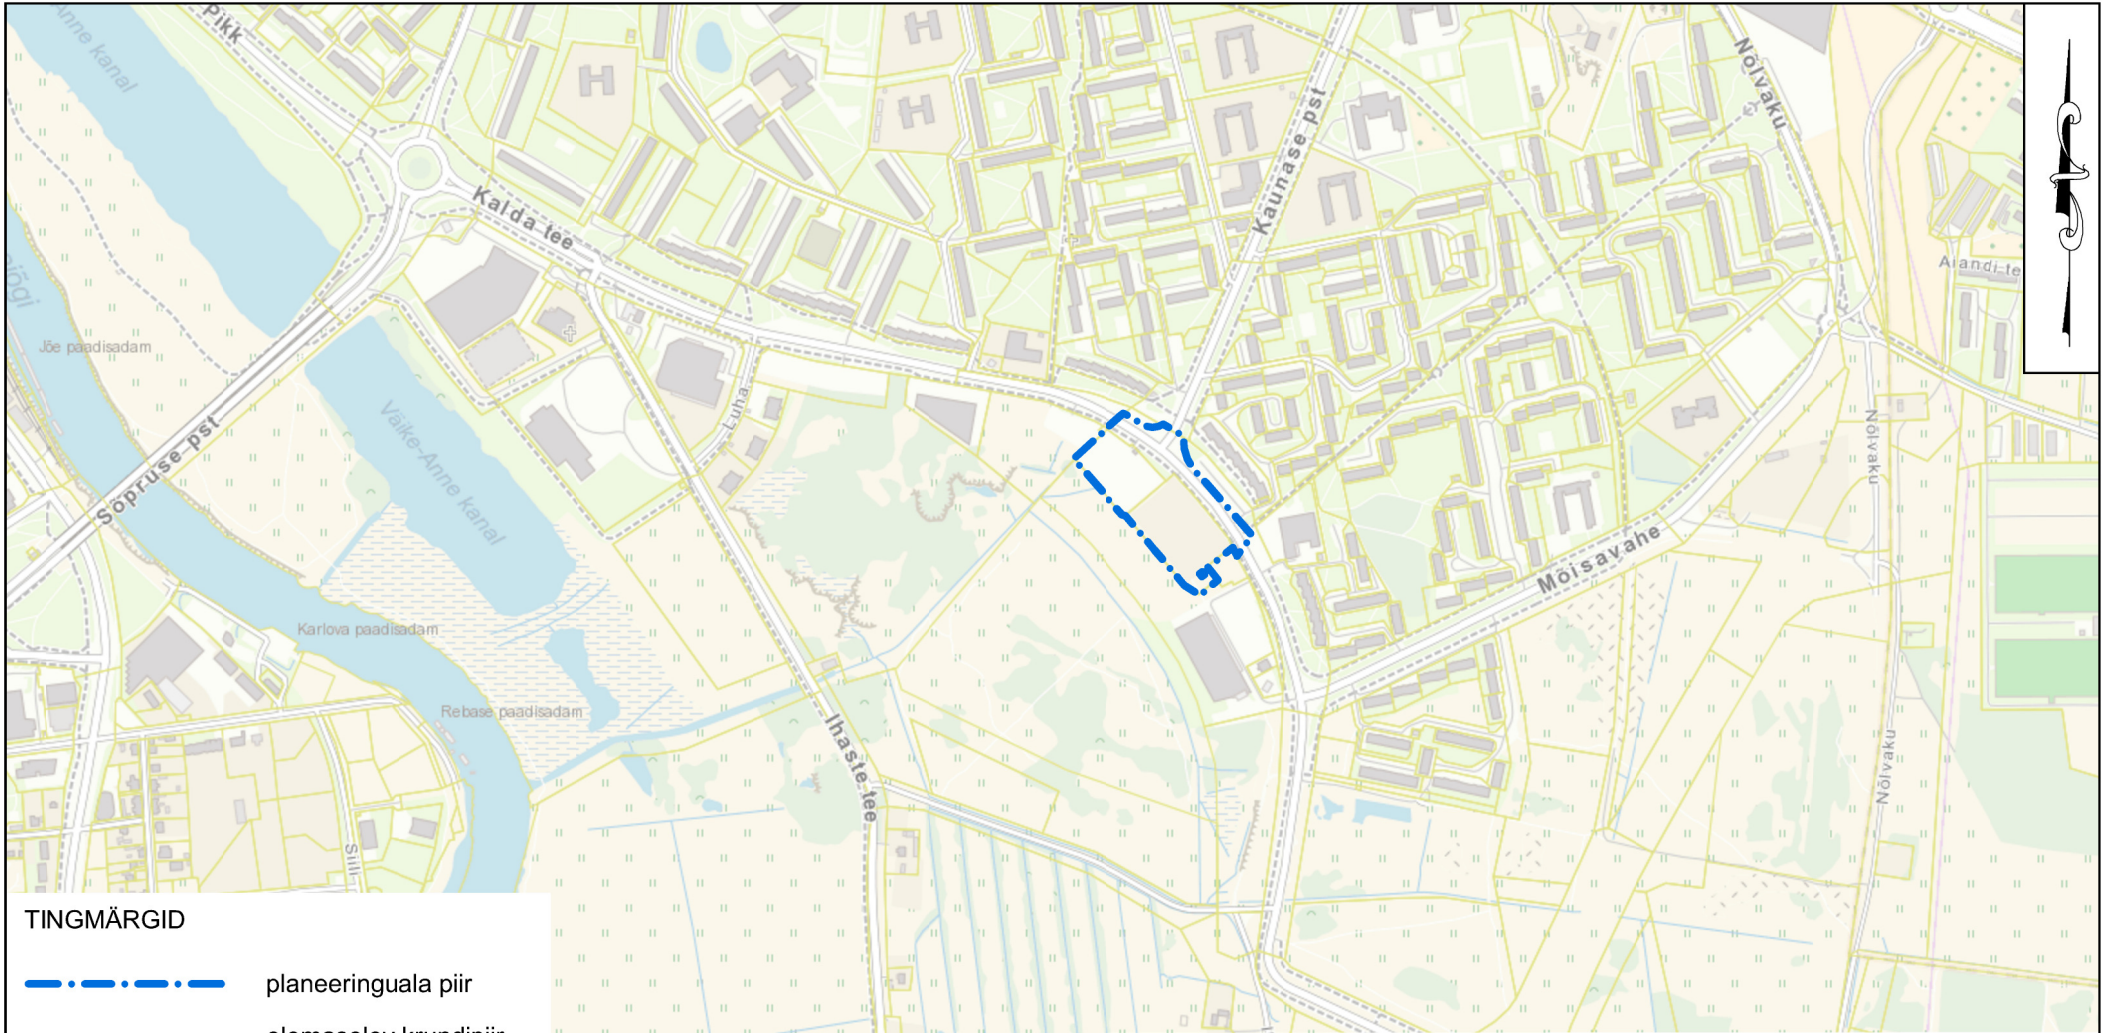 Pikk
Anne kanal
Nõlvaku
Kaunase pst
Kalda tee
Aiandi te
Jõe paadisadam
Luha
Väike-Anne kanal
Sõpruse pst
Nõlvaku
Mõisavahe
Karlova paadisadam
Rebase paadisadam
Ihaste tee
Nõlvaku
Siili
TINGMÄRGID
planeeringuala piir